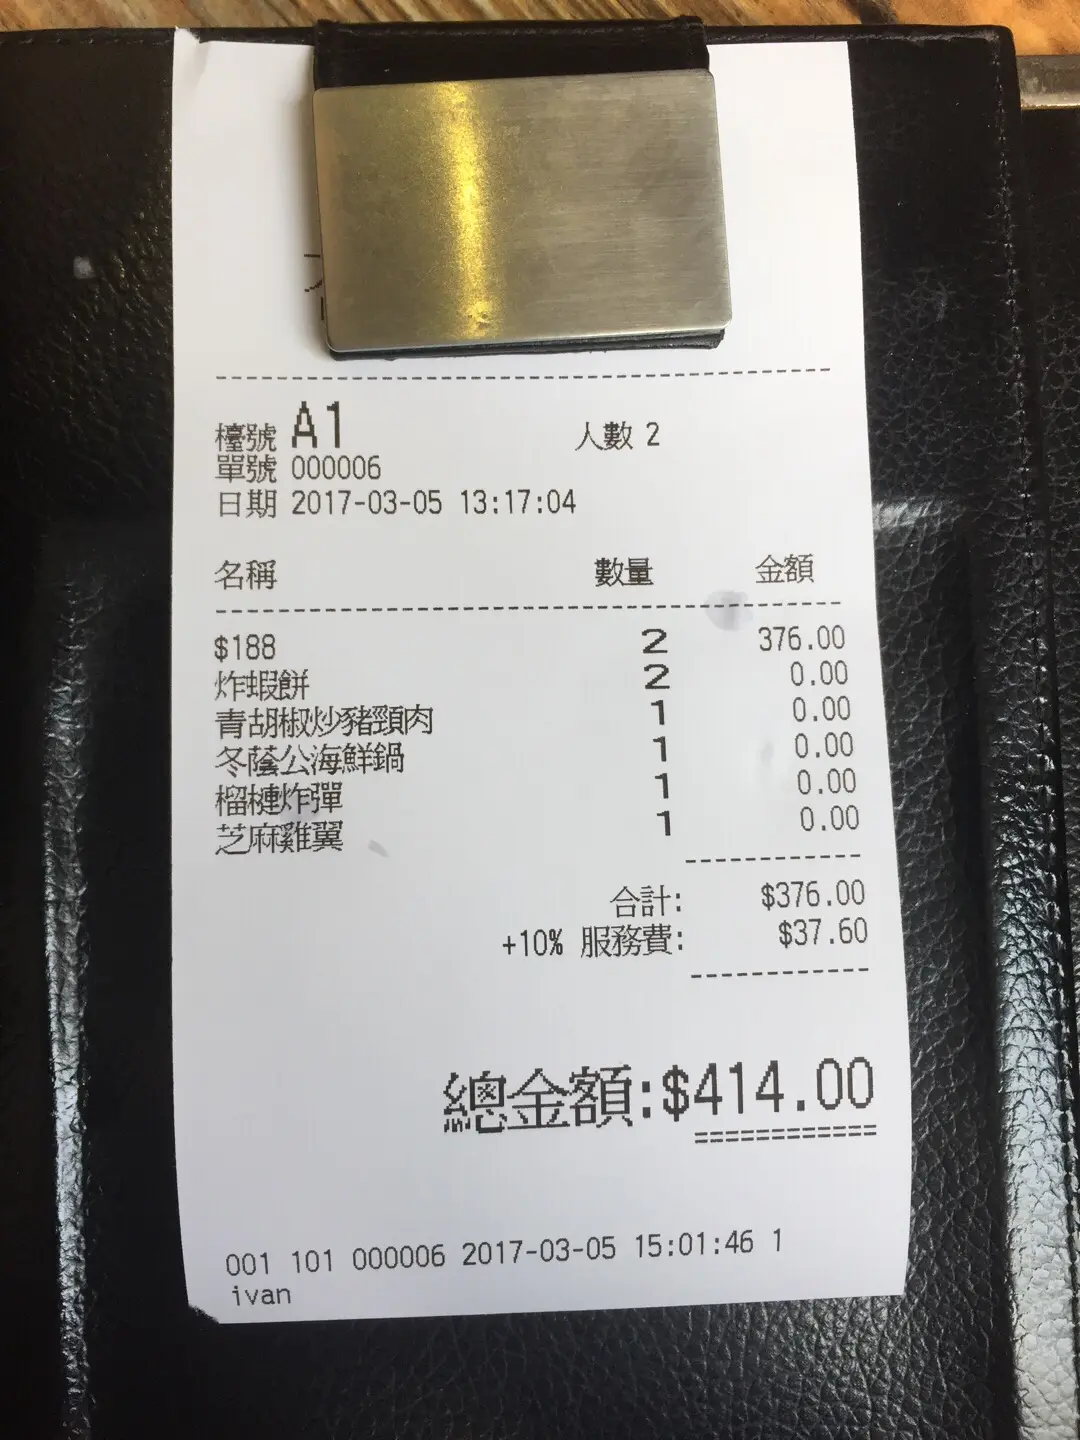 檯號 A1 人數 2
單號 000006
日期 2017-03-05 13:17:04
名稱 數量 金額
$188 2 376.00
炸蝦餅 2 0.00
青胡椒炒豬頸肉 1 0.00
冬蔭公海鮮鍋 1 0.00
榴槤炸彈 1 0.00
芝麻雞翼 1 0.00
合計: $376.00
+10% 服務費: $37.60
總金額:$414.00
001 101 000006 2017-03-05 15:01:46 1
ivan